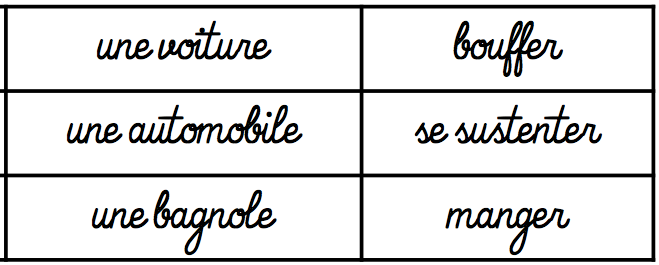 une voiture bouffer
une automobile se sustenter
une bagnole manger